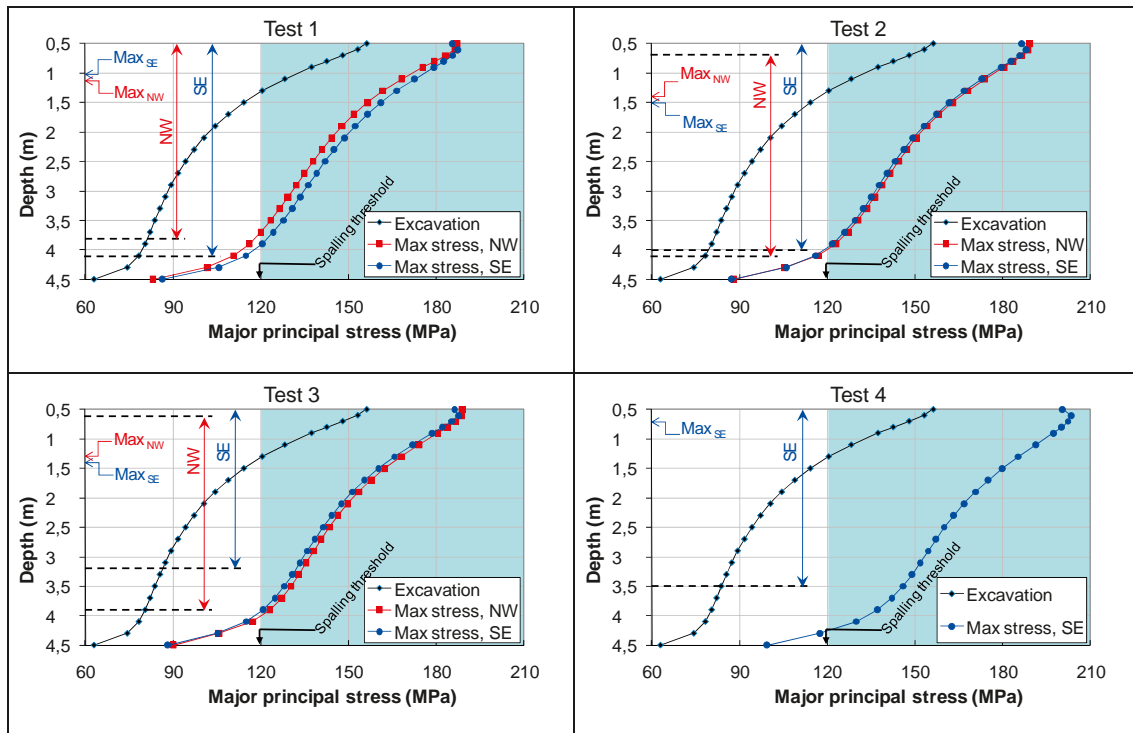 Test 1
0,5
1
1,5
2
2,5
3
3,5
4
4,5
Depth (m)
Max SE
Max NW
NW
SE
Spalling threshold
Excavation
Max stress, NW
Max stress, SE
60 90 120 150 180 210
Major principal stress (MPa)
Test 2
0,5
1
1,5
2
2,5
3
3,5
4
4,5
Depth (m)
Max NW
Max SE
NW
SE
Spalling threshold
Excavation
Max stress, NW
Max stress, SE
60 90 120 150 180 210
Major principal stress (MPa)
Test 3
0,5
1
1,5
2
2,5
3
3,5
4
4,5
Depth (m)
Max NW
Max SE
NW
SE
Spalling threshold
Excavation
Max stress, NW
Max stress, SE
60 90 120 150 180 210
Major principal stress (MPa)
Test 4
0,5
1
1,5
2
2,5
3
3,5
4
4,5
Depth (m)
Max SE
SE
Spalling threshold
Excavation
Max stress, SE
60 90 120 150 180 210
Major principal stress (MPa)